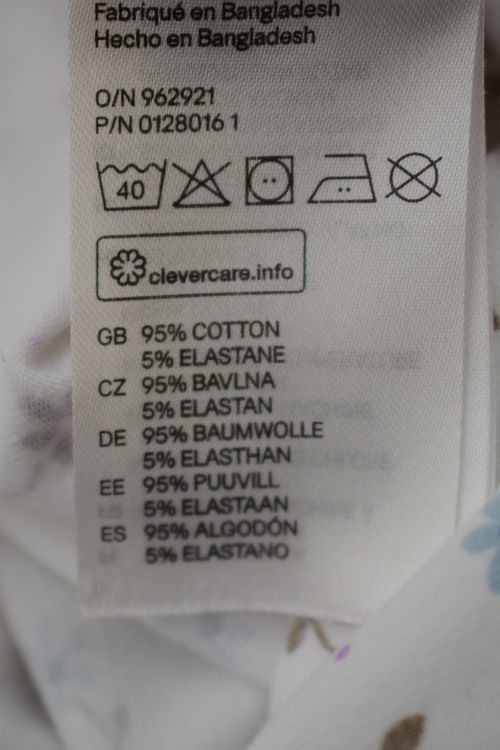 Fabriqué en Bangladesh
Hecho en Bangladesh
O/N 962921
P/N 0128016 1
40
clevercare.info
GB 95% COTTON
5% ELASTANE
CZ 95% BAVLNA
5% ELASTAN
DE 95% BAUMWOLLE
5% ELASTHAN
EE 95% PUUVILL
5% ELASTAAN
ES 95% ALGODÓN
5% ELASTANO